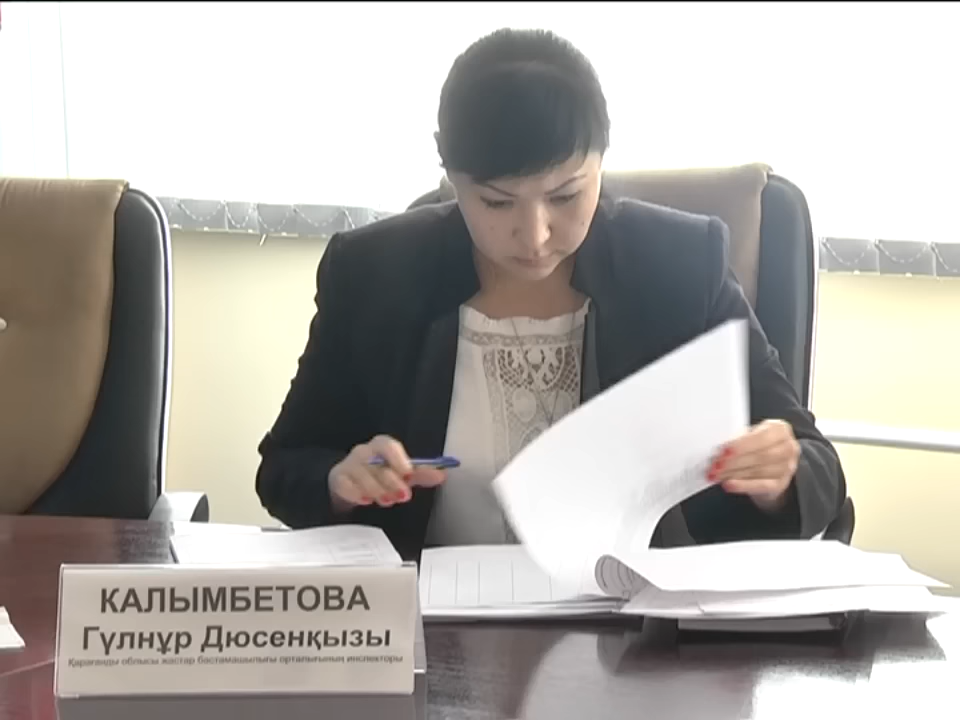 КАЛЫМБЕТОВА
Гүлнұр Дюсенқызы
Қарағанды облысы жастар бастамашылығы орталығының инспекторы